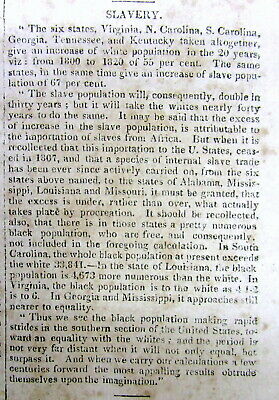 SLAVERY.
" The six states, Virginia, N. Carolina, S. Carolina,
Georgia, Tennessee, and Kentucky taken altogether,
give an increase of white population in the 20 years,
viz: from 1800 to 1820 of 55 per cent. The same
states, in the same time give an increase of slave popu
lation of 67 per cent.
" The slave population will, consequently, double in
thirty years; but it will take the whites nearly forty
years to do the same. It may be said that the excess
of increase in the slave population, is attributable to
the importation of slaves from Africa. But when it is
recollected that this importation to the U. States, ceas-
ed in 1807, and that a species of internal slave trade
has been ever since actively carried on, from the six
states above named, to the states of Alabama, Missis-
sippi, Louisiana and Missouri, it must be granted, that
the excess is under, rather than over, what actually
takes place by procreation. It should be recollected,
also, that there in those states a pretty numerous
black population, who are free, and consequently,
not included in the foregoing calculation. In South
Carolina, the whole black population at present exceeds
the white 33,841.—In the state of Louisiana, the black
population is 4,573 more numerous than the white. In
Virginia, the black population is to the white as 4 1-2
is to 6. In Georgia and Mississippi, it approaches still
nearer to equality.
" Thus we see the black population making rapid
strides in the southern section of the United States, to-
ward an equality with the whites; and the period is
not very far distant when it will not only equal, but
surpass it. And when we carry our calculations a few
centuries forward the most appalling results obtrude
themselves upon the imagination."